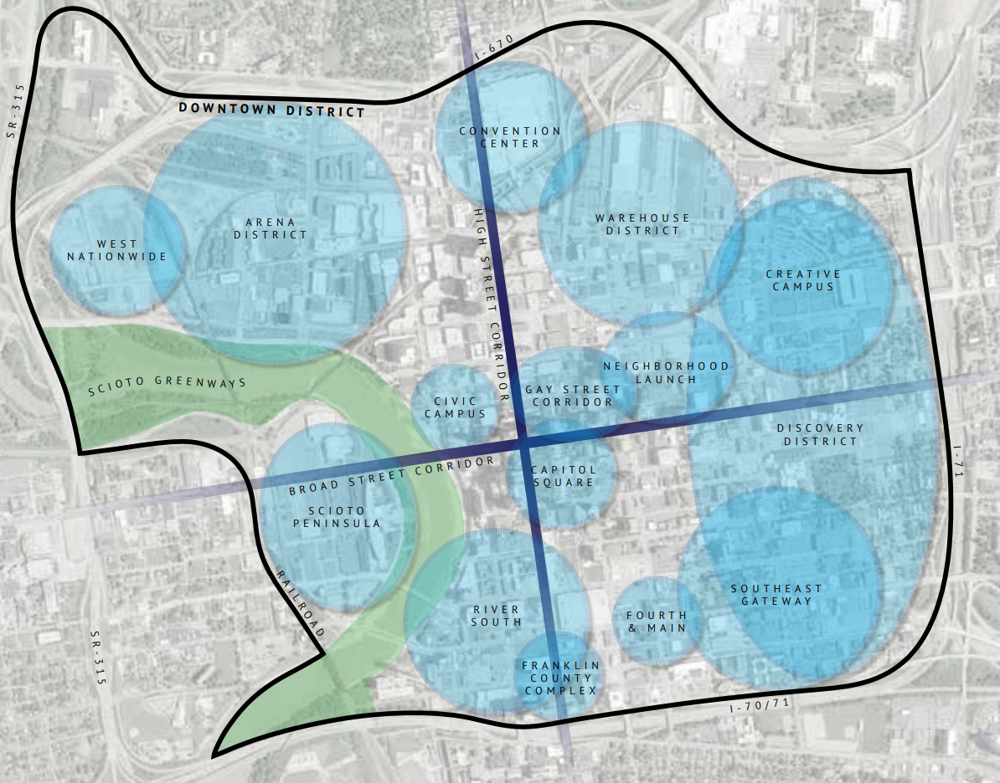 I-670
SR-315
DOWNTOWN DISTRICT
CONVENTION
CENTER
ARENA
DISTRICT
WAREHOUSE
DISTRICT
WEST
NATIONWIDE
HIGH STREET CORRIDOR
CREATIVE
CAMPUS
SCIOTO GREENWAYS
NEIGHBORHOOD
LAUNCH
GAY STREET
CORRIDOR
CIVIC
CAMPUS
DISCOVERY
DISTRICT
I-71
BROAD STREET CORRIDOR
CAPITOL
SQUARE
SCIOTO
PENINSULA
RAILROAD
SOUTHEAST
GATEWAY
RIVER
SOUTH
FOURTH
& MAIN
SR-315
FRANKLIN
COUNTY
COMPLEX
I-70/71